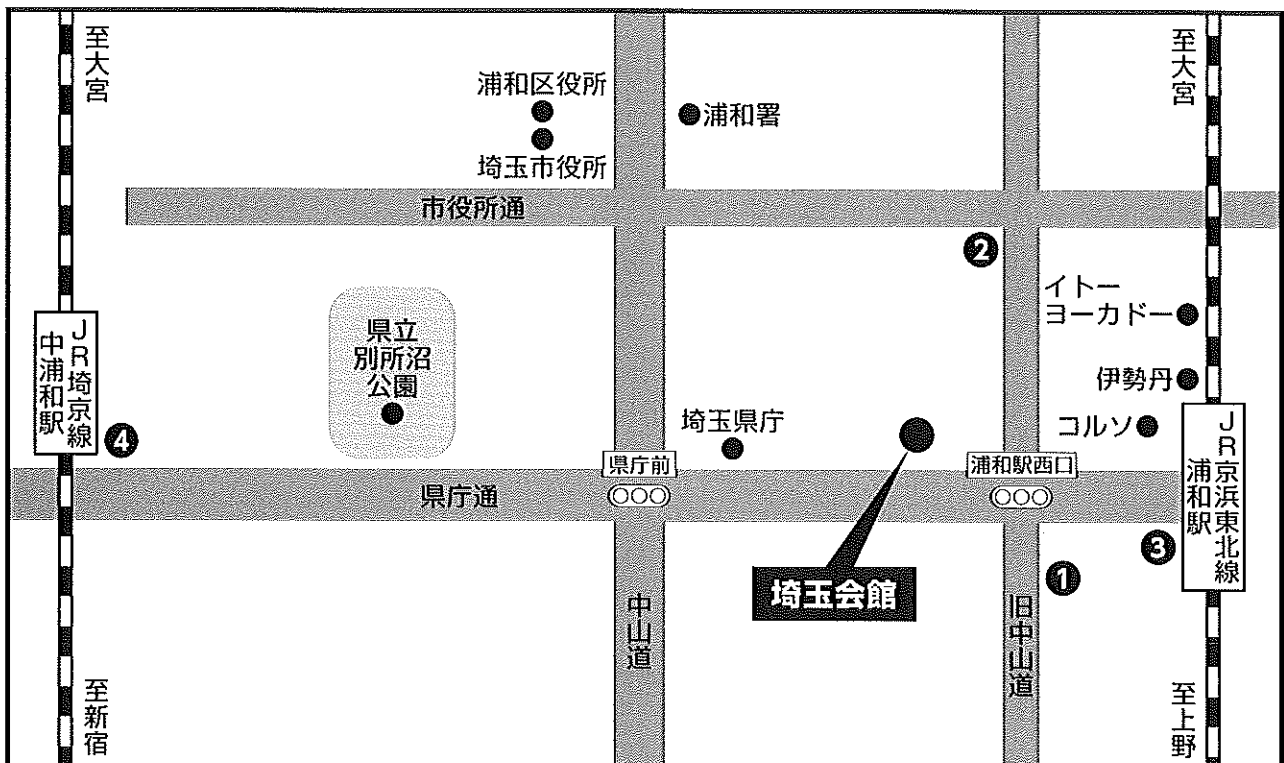 至大宮
至大宮
浦和区役所
浦和署
埼玉市役所
市役所通
❷
イトー
ヨーカドー
県立
別所沼
公園
JR埼京線
中浦和駅
伊勢丹
❹
埼玉県庁
コルソ
JR京浜東北線
浦和駅
県庁前
浦和駅西口
県庁通
❸
❶
埼玉会館
中山道
旧中山道
至新宿
至上野